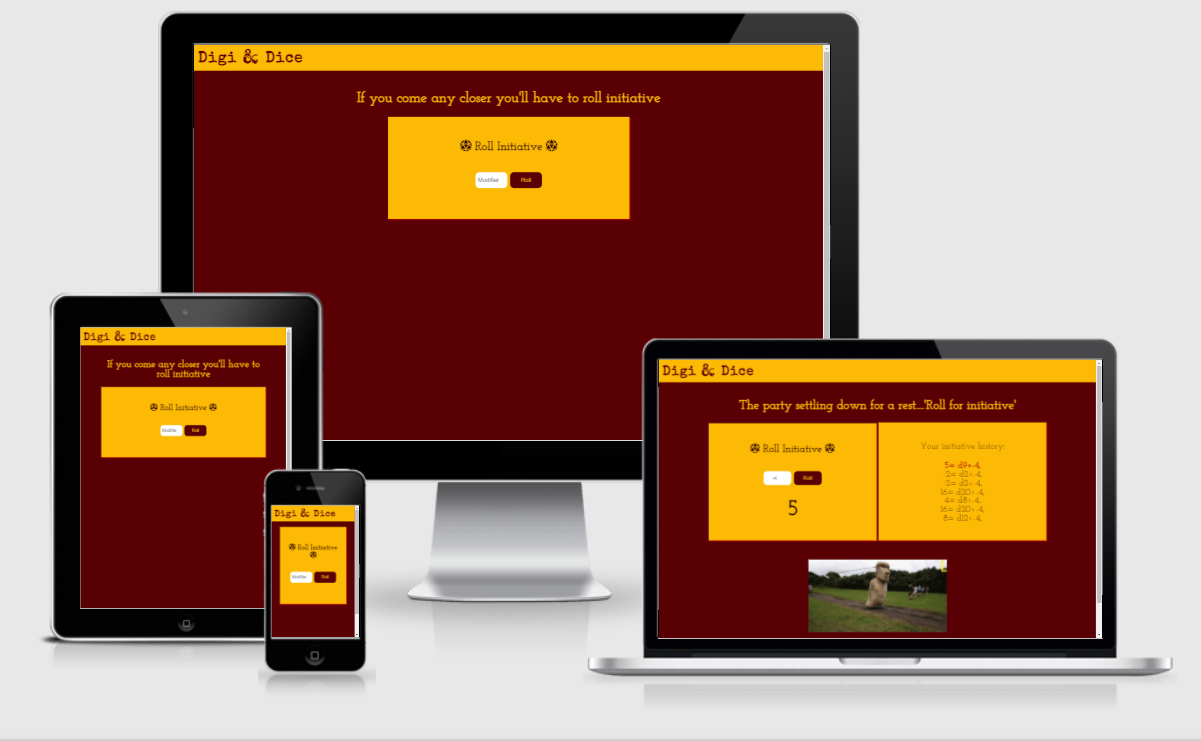 Digi & Dice
If you come any closer you'll have to roll initiative
Roll Initiative
Modifier Roll
Digi & Dice
If you come any closer you'll have to
roll initiative
Roll Initiative
Modifier Roll
Digi & Dice
Roll Initiative
Modifier Roll
Digi & Dice
The party settling down for a rest...'Roll for initiative'
Roll Initiative
-4 Roll
5
Your initiative history:
5= d9+-4,
-2= d2+-4,
-2= d2+-4,
16= d20+-4,
4= d8+-4,
16= d20+-4,
8= d12+-4,